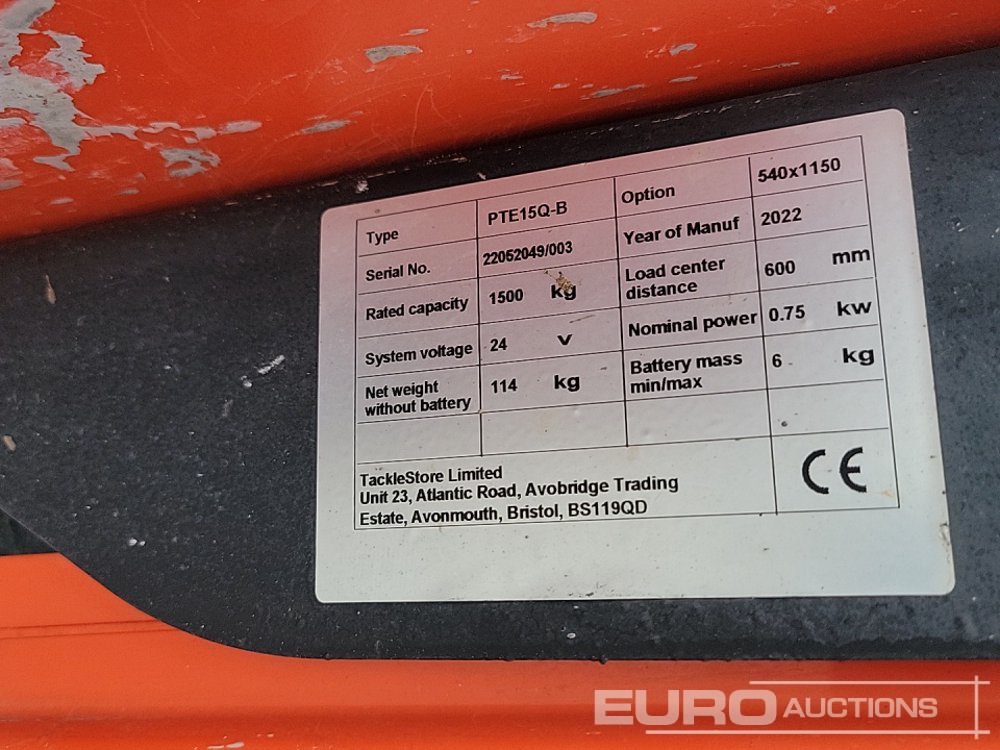 Type PTE15Q-B Option 540x1150
Serial No. 22052049/003 Year of Manuf 2022
Rated capacity 1500 kg Load center distance 600 mm
System voltage 24 V Nominal power 0.75 kw
Net weight without battery 114 kg Battery mass min/max 6 kg
TackleStore Limited
Unit 23, Atlantic Road, Avobridge Trading
Estate, Avonmouth, Bristol, BS119QD
CE
EURO AUCTIONS